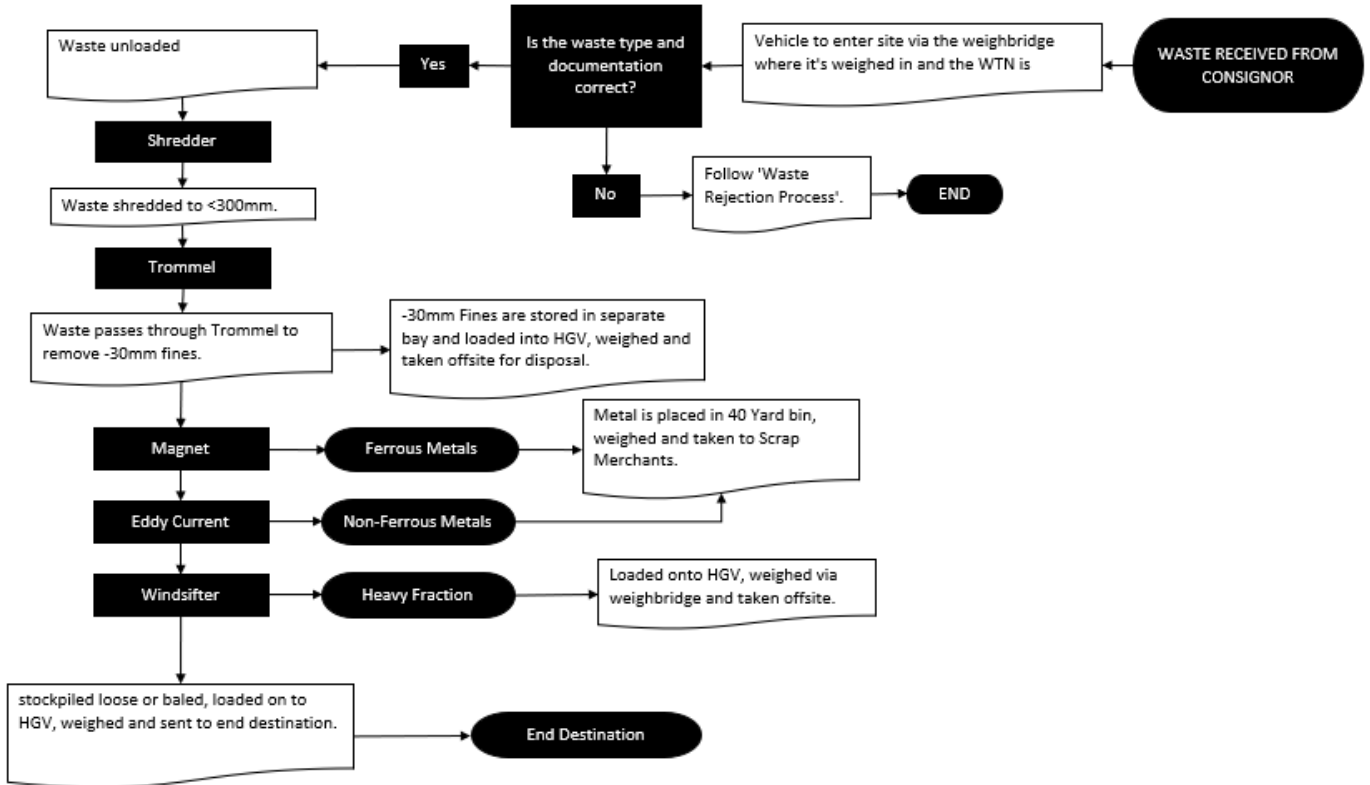 WASTE RECEIVED FROM
CONSIGNOR
Vehicle to enter site via the weighbridge
where it's weighed in and the WTN is
Is the waste type and
documentation
correct?
Yes
Waste unloaded
No
Follow 'Waste
Rejection Process'.
END
Shredder
Waste shredded to <300mm.
Trommel
Waste passes through Trommel to
remove -30mm fines.
-30mm Fines are stored in separate
bay and loaded into HGV, weighed and
taken offsite for disposal.
Magnet
Ferrous Metals
Metal is placed in 40 Yard bin,
weighed and taken to Scrap
Merchants.
Eddy Current
Non-Ferrous Metals
Windsifter
Heavy Fraction
Loaded onto HGV, weighed via
weighbridge and taken offsite.
stockpiled loose or baled, loaded on to
HGV, weighed and sent to end destination.
End Destination